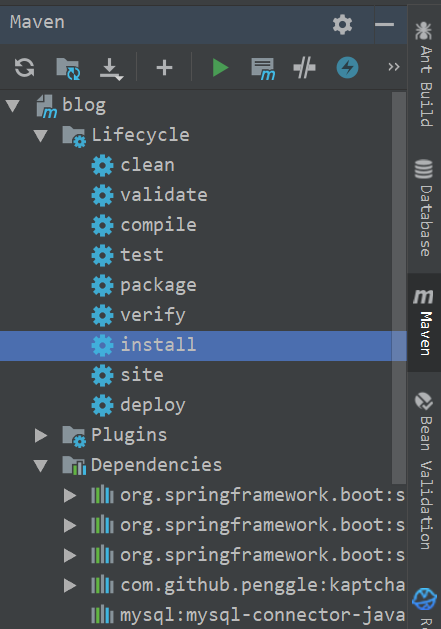 Maven
blog
Lifecycle
clean
validate
compile
test
package
verify
install
site
deploy
Plugins
Dependencies
org.springframework.boot:s
org.springframework.boot:s
org.springframework.boot:s
com.github.penggle:kaptcha
mysql:mysql-connector-java
Ant Build
Database
m Maven
Bean Validation